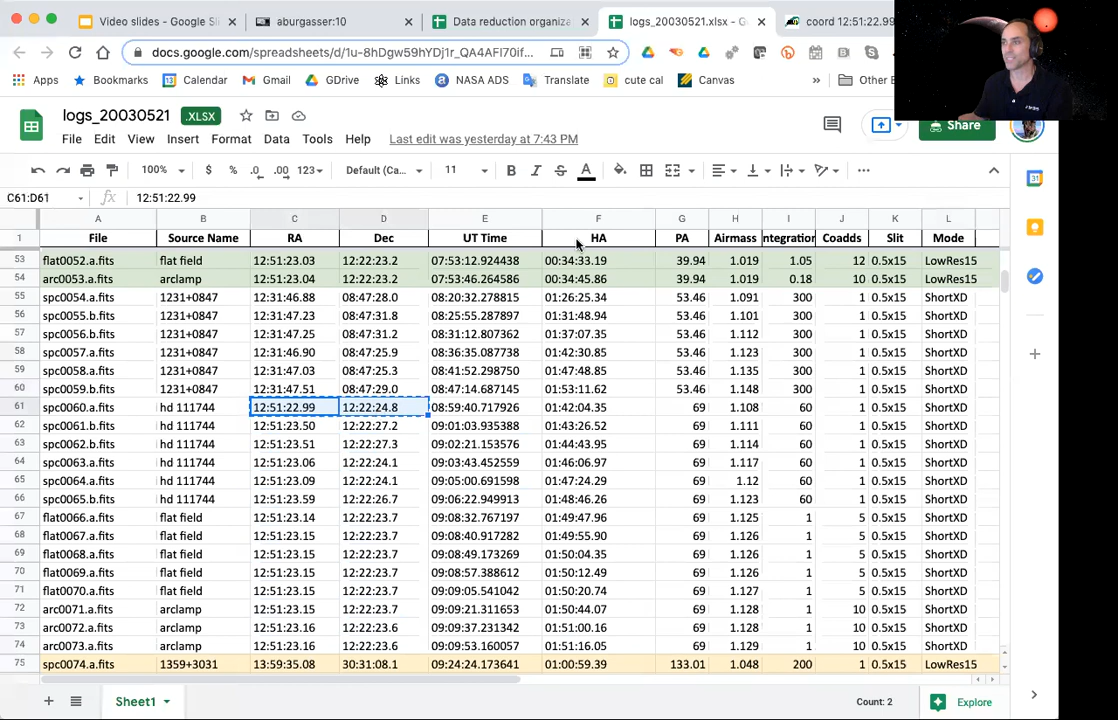 Video slides - G
aburgasser:10
Data reduction organiza
logs_20030521.xlsx - G
coord 12:51:22.99
docs.google.com/spreadsheets/d/1u-8hDgw59hYDj1r_QA4AFl70if...
Apps Bookmarks Calendar Gmail GDrive Links NASA ADS Translate cute cal Canvas » Other B
logs_20030521 .XLSX
File Edit View Insert Format Data Tools Help Last edit was yesterday at 7:43 PM
Share
100% $ % .0 .00 123 Default (Ca... 11 B I S A
C61:D61 fx 12:51:22.99
A B C D E F G H I J K L
1 File Source Name RA Dec UT Time HA PA Airmass ntegration Coadds Slit Mode
53 flat0052.a.fits flat field 12:51:23.03 12:22:23.2 07:53:12.924438 00:34:33.19 39.94 1.019 1.05 12 0.5x15 LowRes15
54 arc0053.a.fits arclamp 12:51:23.04 12:22:23.2 07:53:46.264586 00:34:45.86 39.94 1.019 0.18 10 0.5x15 LowRes15
55 spc0054.a.fits 1231+0847 12:31:46.88 08:47:28.0 08:20:32.278815 01:26:25.34 53.46 1.091 300 1 0.5x15 ShortXD
56 spc0055.b.fits 1231+0847 12:31:47.23 08:47:31.8 08:25:55.287897 01:31:48.94 53.46 1.101 300 1 0.5x15 ShortXD
57 spc0056.b.fits 1231+0847 12:31:47.25 08:47:31.2 08:31:12.807362 01:37:07.35 53.46 1.112 300 1 0.5x15 ShortXD
58 spc0057.a.fits 1231+0847 12:31:46.90 08:47:25.9 08:36:35.087738 01:42:30.85 53.46 1.123 300 1 0.5x15 ShortXD
59 spc0058.a.fits 1231+0847 12:31:47.03 08:47:25.3 08:41:52.298750 01:47:48.85 53.46 1.135 300 1 0.5x15 ShortXD
60 spc0059.b.fits 1231+0847 12:31:47.51 08:47:29.0 08:47:14.687145 01:53:11.62 53.46 1.148 300 1 0.5x15 ShortXD
61 spc0060.a.fits hd 111744 12:51:22.99 12:22:24.8 08:59:40.717926 01:42:04.35 69 1.108 60 1 0.5x15 ShortXD
62 spc0061.b.fits hd 111744 12:51:23.50 12:22:27.2 09:01:03.935388 01:43:26.52 69 1.111 60 1 0.5x15 ShortXD
63 spc0062.b.fits hd 111744 12:51:23.51 12:22:27.3 09:02:21.153576 01:44:43.95 69 1.114 60 1 0.5x15 ShortXD
64 spc0063.a.fits hd 111744 12:51:23.06 12:22:24.1 09:03:43.452559 01:46:06.97 69 1.117 60 1 0.5x15 ShortXD
65 spc0064.a.fits hd 111744 12:51:23.09 12:22:24.1 09:05:00.691598 01:47:24.29 69 1.12 60 1 0.5x15 ShortXD
66 spc0065.b.fits hd 111744 12:51:23.59 12:22:26.7 09:06:22.949913 01:48:46.26 69 1.123 60 1 0.5x15 ShortXD
67 flat0066.a.fits flat field 12:51:23.14 12:22:23.7 09:08:32.767197 01:49:47.96 69 1.125 1 5 0.5x15 ShortXD
68 flat0067.a.fits flat field 12:51:23.15 12:22:23.7 09:08:40.917282 01:49:55.90 69 1.126 1 5 0.5x15 ShortXD
69 flat0068.a.fits flat field 12:51:23.15 12:22:23.7 09:08:49.173269 01:50:04.35 69 1.126 1 5 0.5x15 ShortXD
70 flat0069.a.fits flat field 12:51:23.15 12:22:23.7 09:08:57.388612 01:50:12.49 69 1.126 1 5 0.5x15 ShortXD
71 flat0070.a.fits flat field 12:51:23.15 12:22:23.7 09:09:05.541042 01:50:20.74 69 1.127 1 5 0.5x15 ShortXD
72 arc0071.a.fits arclamp 12:51:23.15 12:22:23.7 09:09:21.311653 01:50:44.07 69 1.128 1 10 0.5x15 ShortXD
73 arc0072.a.fits arclamp 12:51:23.16 12:22:23.6 09:09:37.231342 01:51:00.16 69 1.128 1 10 0.5x15 ShortXD
74 arc0073.a.fits arclamp 12:51:23.16 12:22:23.6 09:09:53.160057 01:51:16.05 69 1.129 1 10 0.5x15 ShortXD
75 spc0074.a.fits 1359+3031 13:59:35.08 30:31:08.1 09:24:24.173641 01:00:59.39 133.01 1.048 200 1 0.5x15 LowRes15
Sheet1 Count: 2 Explore